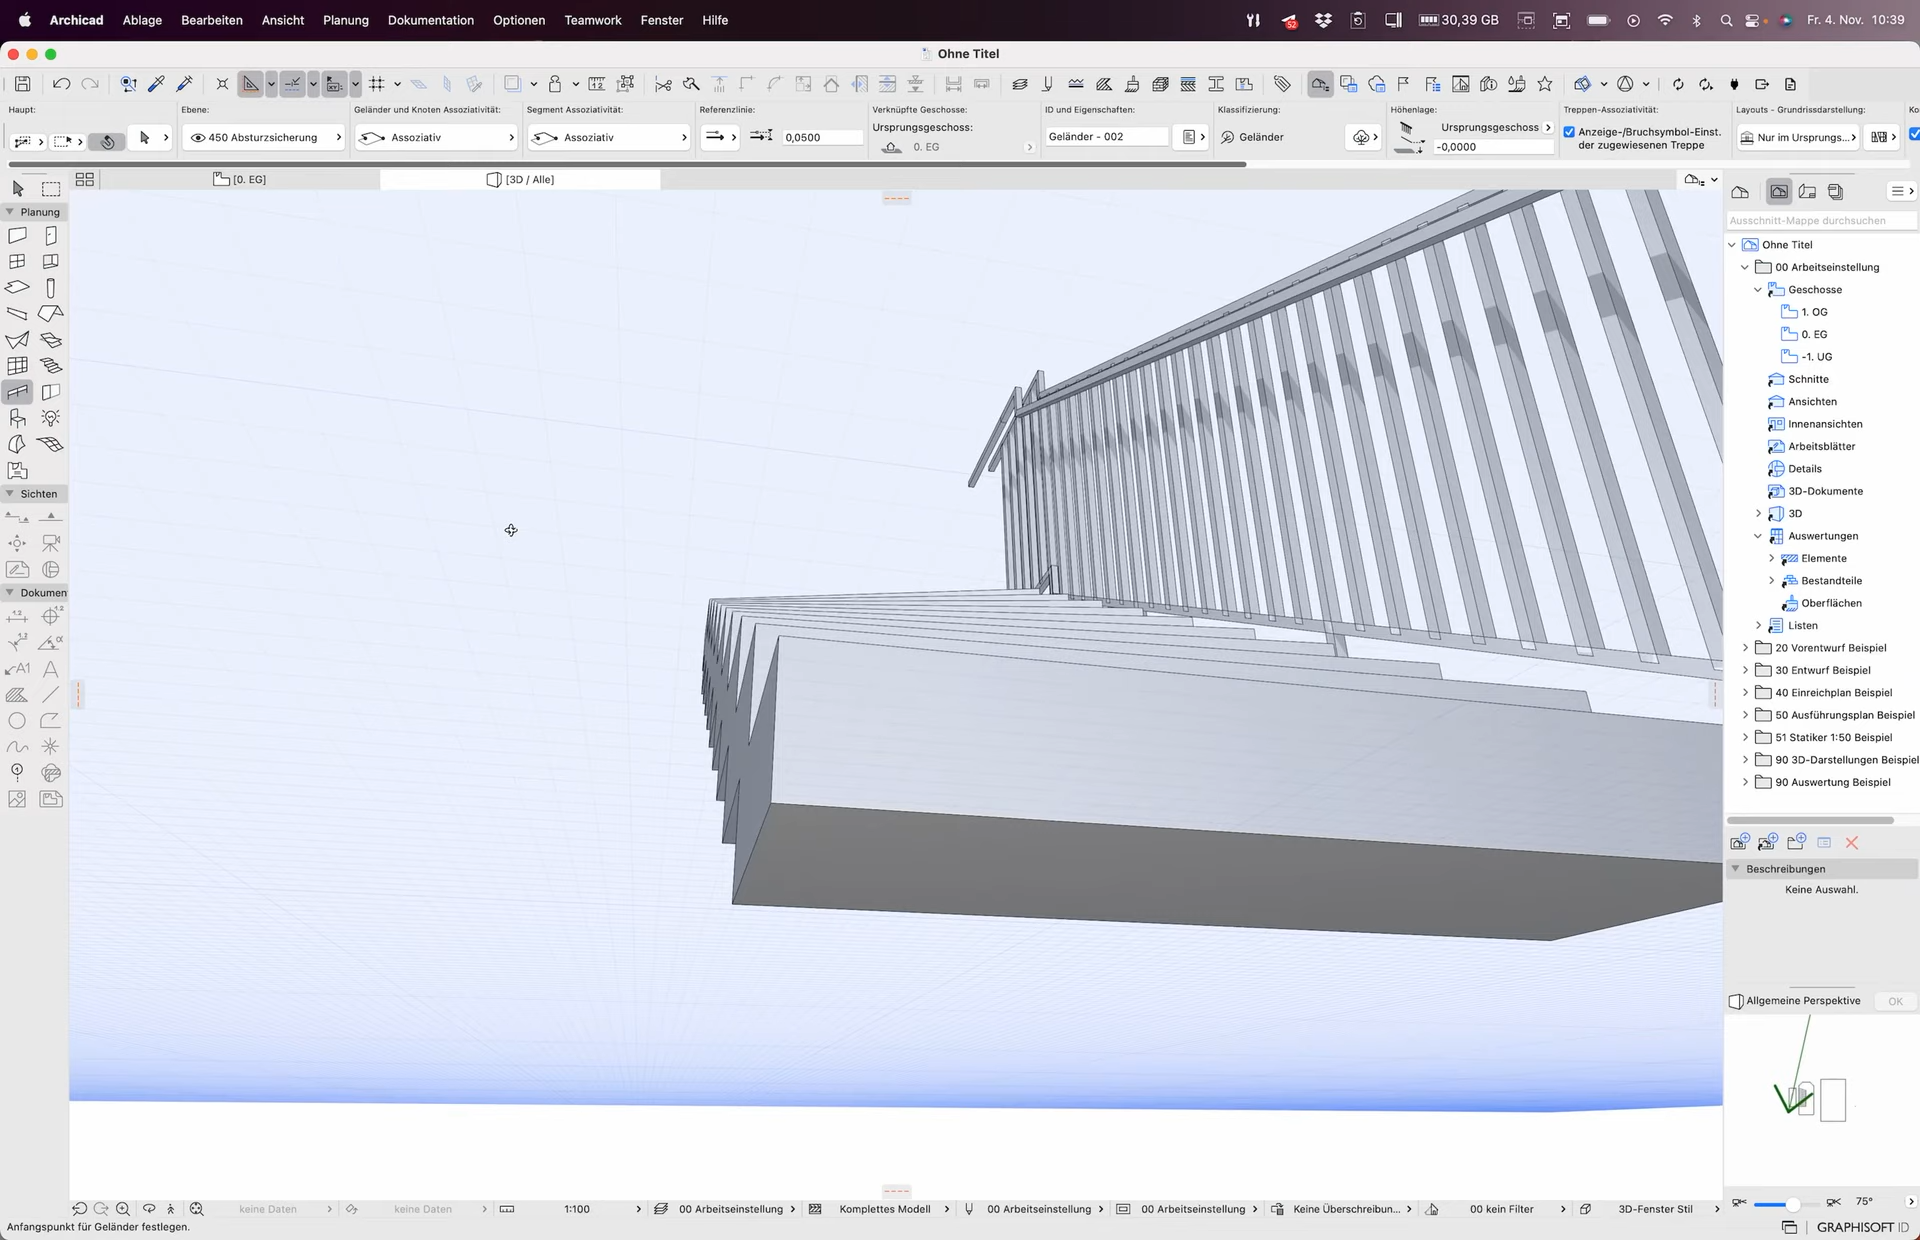 Archicad Ablage Bearbeiten Ansicht Planung Dokumentation Optionen Teamwork Fenster Hilfe 52 30,39 GB Fr. 4. Nov. 10:39
Ohne Titel
Haupt:
Ebene:
450 Absturzsicherung
Geländer und Knoten Assoziativität:
Assoziativ
Segment Assoziativität:
Assoziativ
Referenzlinie:
0,0500
Verknüpfte Geschosse:
Ursprungsgeschoss:
0. EG
ID und Eigenschaften:
Geländer - 002
Klassifizierung:
Geländer
Höhenlage:
Ursprungsgeschoss
-0,0000
Treppen-Assoziativität:
Anzeige-/Bruchsymbol-Einst.
der zugewiesenen Treppe
Layouts - Grundrissdarstellung:
Nur im Ursprungs...
Ko
[0. EG]
[3D / Alle]
Planung
Sichten
Dokumen
Ausschnitt-Mappe durchsuchen
Ohne Titel
00 Arbeitseinstellung
Geschosse
1. OG
0. EG
-1. UG
Schnitte
Ansichten
Innenansichten
Arbeitsblätter
Details
3D-Dokumente
3D
Auswertungen
Elemente
Bestandteile
Oberflächen
Listen
20 Vorentwurf Beispiel
30 Entwurf Beispiel
40 Einreichplan Beispiel
50 Ausführungsplan Beispiel
51 Statiker 1:50 Beispiel
90 3D-Darstellungen Beispiel
90 Auswertung Beispiel
Beschreibungen
Keine Auswahl.
Allgemeine Perspektive OK
75°
keine Daten keine Daten 1:100 00 Arbeitseinstellung Komplettes Modell 00 Arbeitseinstellung 00 Arbeitseinstellung Keine Überschreibun... 00 kein Filter 3D-Fenster Stil
Anfangspunkt für Geländer festlegen.
GRAPHISOFT ID